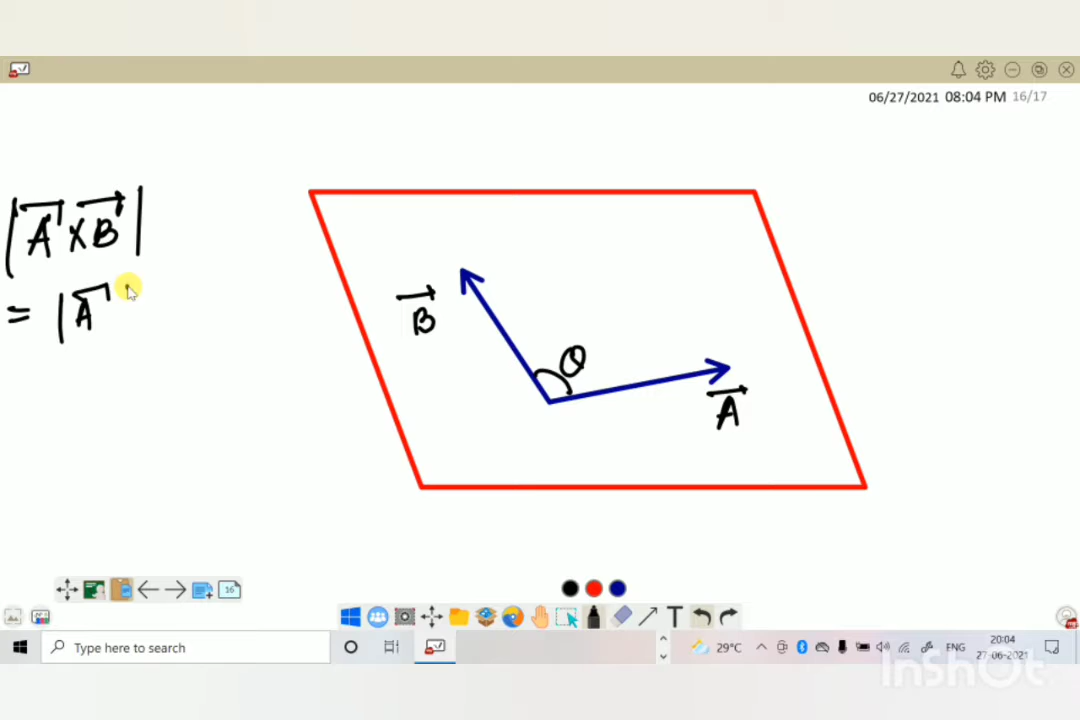 06/27/2021 08:04 PM 16/17
|A×B|
= |A
B
θ
A
16
T
Type here to search
29°C
ENG
20:04
27-06-2021
InShOt